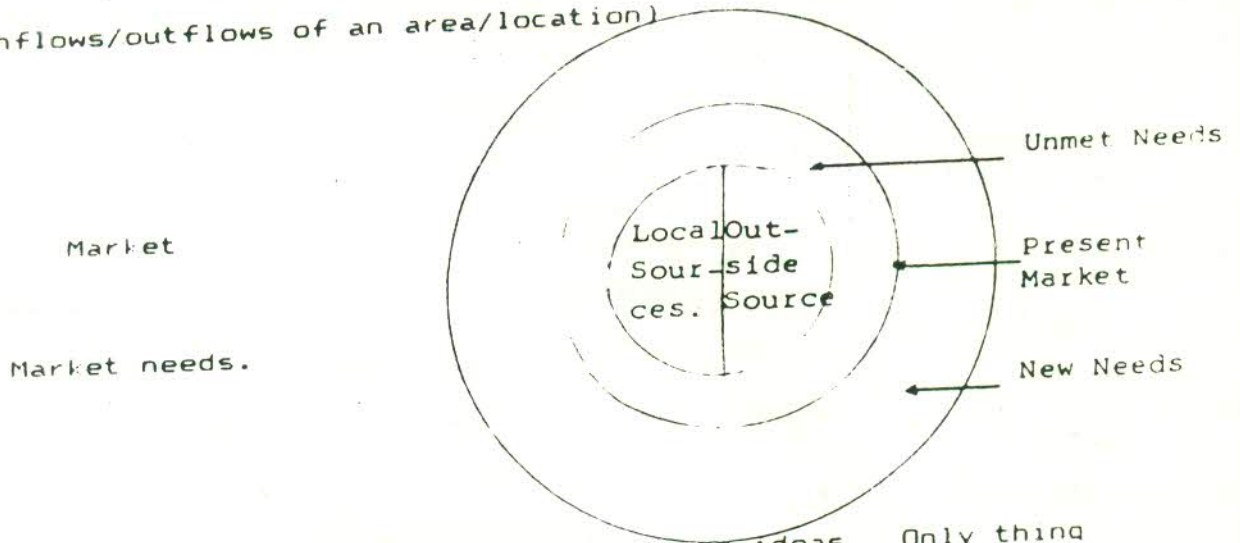 nflows/outflows of an area/location)
Unmet Needs
Market
Local Out-
Sour- side
ces. Source
Present
Market
Market needs.
New Needs
ideas. Only thing